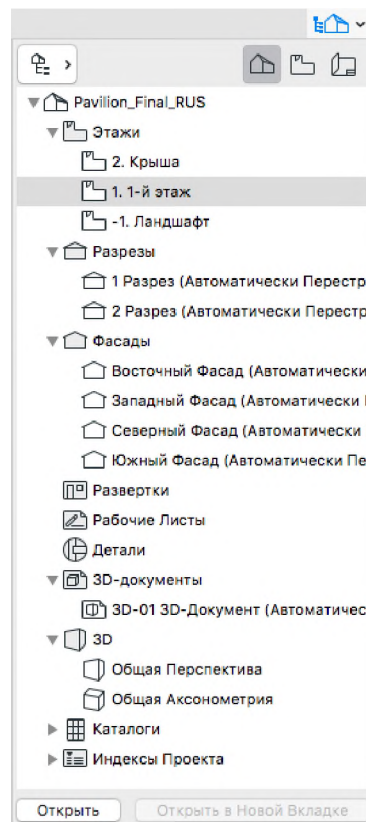 Pavilion_Final_RUS
Этажи
2. Крыша
1. 1-й этаж
-1. Ландшафт
Разрезы
1 Разрез (Автоматически Перестр
2 Разрез (Автоматически Перестр
Фасады
Восточный Фасад (Автоматически
Западный Фасад (Автоматически
Северный Фасад (Автоматически
Южный Фасад (Автоматически Пе
Развертки
Рабочие Листы
Детали
3D-документы
3D-01 3D-Документ (Автоматичес
3D
Общая Перспектива
Общая Аксонометрия
Каталоги
Индексы Проекта
Открыть
Открыть в Новой Вкладке